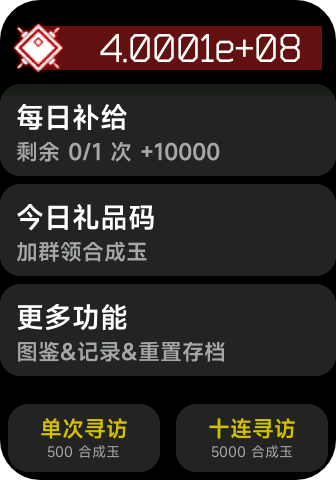 4.0001e+08
每日补给
剩余 0/1 次 +10000
今日礼品码
加群领合成玉
更多功能
图鉴&记录&重置存档
单次寻访
500 合成玉
十连寻访
5000 合成玉